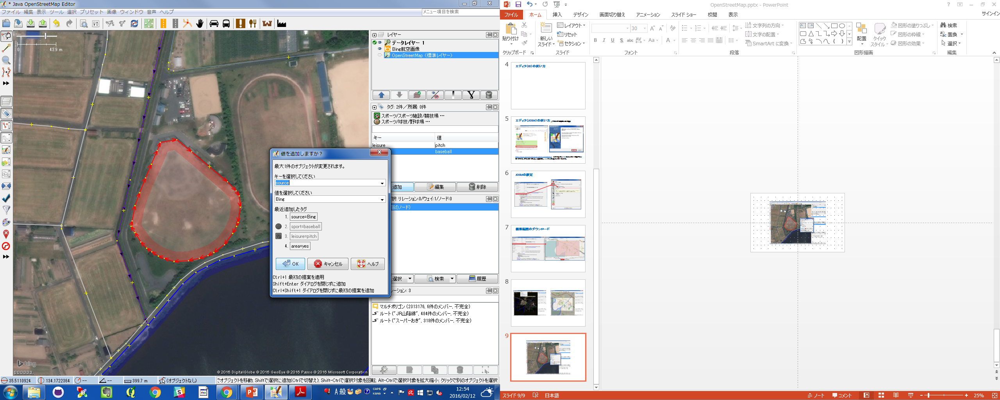 * Java OpenStreetMap Editor
ファイル 編集 表示 ツール 選択 プリセット 画像 ウィンドウ 音声 ヘルプ
メニュー項目を検索
0 43.9 m
レイヤー
データレイヤー 1
Bing航空画像
OpenStreetMap (標準レイヤー)
タグ: 2件／所属: 0件
スポーツ/スポーツ施設/競技場 …
スポーツ/球技/野球場 …
キー 値
leisure pitch
baseball
追加 編集 削除
択: リレーション:0/ウェイ:1/ノード:0
のノード)
選択 検索 履歴
ーション: 3
マルチポリゴン (2313176, 6件のメンバー, 不完全)
ルート ("JR山陰線", 484件のメンバー, 不完全)
ルート ("スーパーおき", 318件のメンバー, 不完全)
値を追加しますか？
最大1件のオブジェクトが変更されます。
キーを選択してください
source
値を選択してください
Bing
最近追加したタグ
1. source=Bing
2. sport=baseball
3. leisure=pitch
4. area=yes
OK キャンセル ヘルプ
Ctrl+1 最初の提案を適用
Shift+Enter ダイアログを閉じずに追加
Ctrl+Shift+1 ダイアログを閉じずに最初の提案を追加
bing
© 2016 DigitalGlobe © 2016 GeoEye © 2016 Pasco © 2016 Microsoft Corporation
35.5110924 134.1722364 -- -- 399.7 m (オブジェクトなし)
でオブジェクトを移動; Shiftで選択に追加(Ctrlで切替え); Shift-Ctrlで選択対象を回転; Alt-Ctrlで選択対象を拡大縮小; クリックで別のオブジェクトを選択
A 般
CAPS
KANA
12:54
2016/02/12
OpenStreetMap.pptx - PowerPoint
ファイル ホーム 挿入 デザイン 画面切り替え アニメーション スライド ショー 校閲 表示
サインイン
貼り付け
クリップボード
新しい
スライド
レイアウト
リセット
セクション
スライド
30
B I U S abc AV Aa A
フォント
文字列の方向
文字の配置
SmartArt に変換
段落
配置
クイック
スタイル
図形の塗りつぶし
図形の枠線
図形の効果
図形描画
検索
置換
選択
編集
4
エディタ(iD)の使い方
5
エディタ(JOSM)の使い方
6
JOSMの設定
7
編集範囲のダウンロード
8
9
スライド 9/9 日本語
ノート コメント 25%